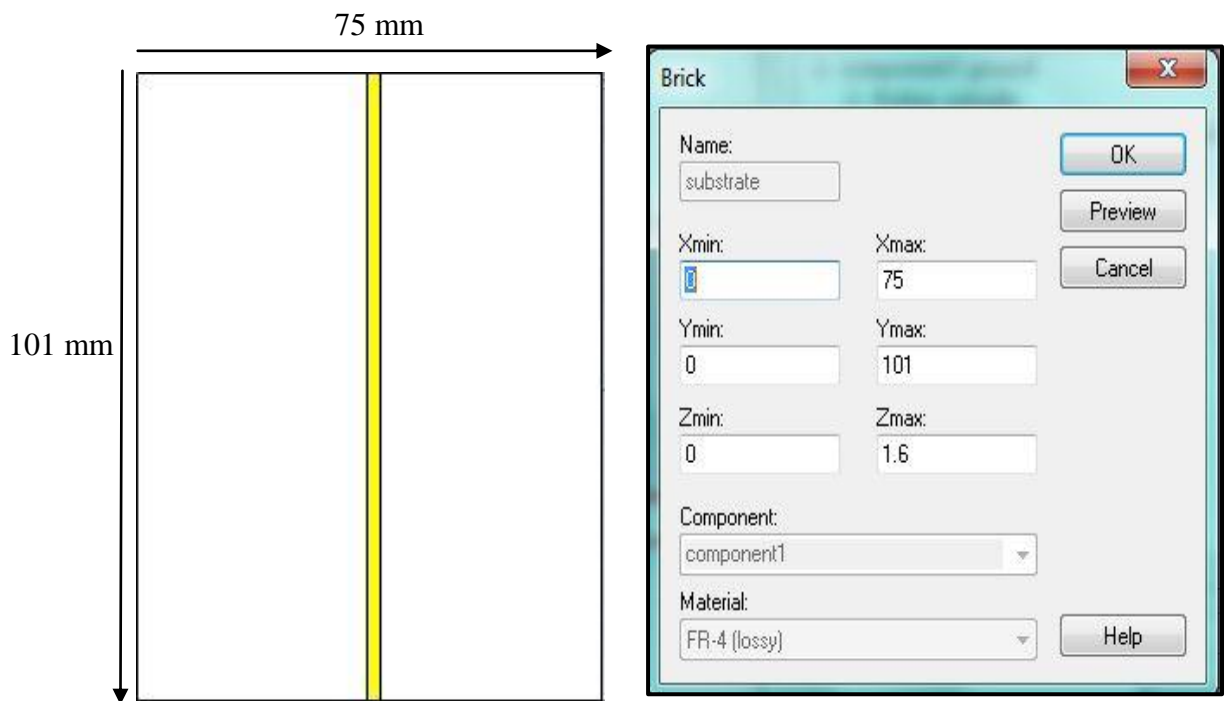 75 mm
101 mm
Brick
X
Name:
substrate
OK
Preview
Cancel
Xmin:
Xmax:
0
75
Ymin:
Ymax:
0
101
Zmin:
Zmax:
0
1.6
Component:
component1
Material:
FR-4 (lossy)
Help